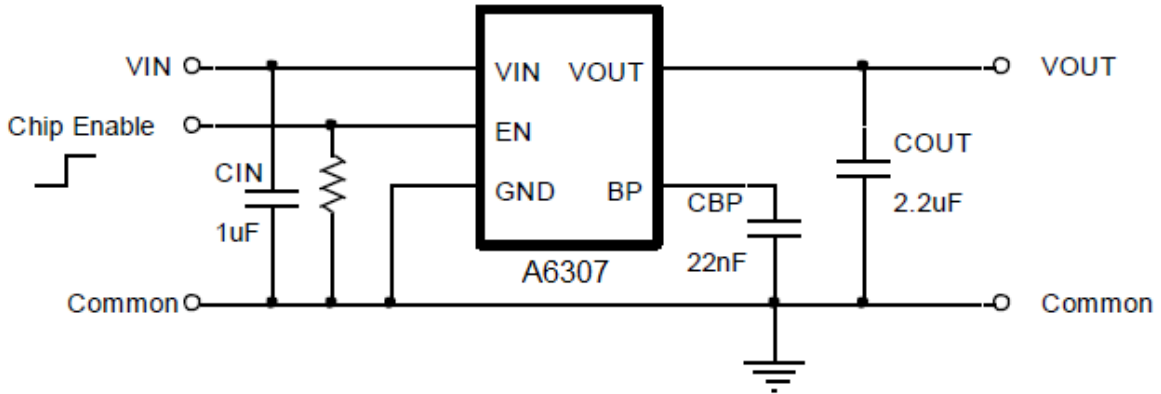 VIN
VIN VOUT
VOUT
Chip Enable
EN
CIN
1uF
GND BP
CBP
22nF
COUT
2.2uF
A6307
Common
Common